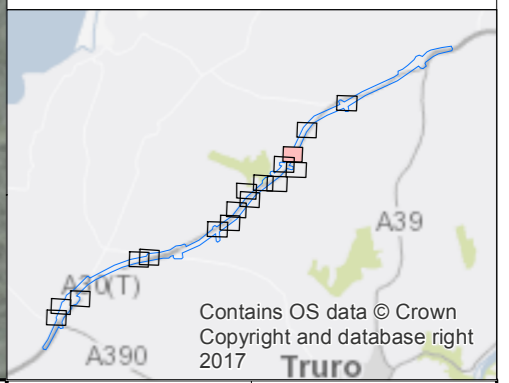 A39
A30(T)
Contains OS data © Crown
Copyright and database right
2017
A390
Truro